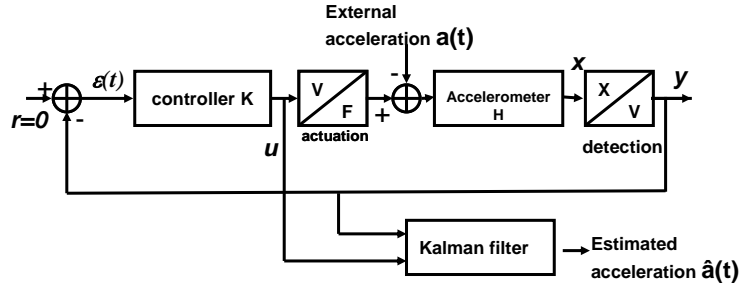 External
acceleration a(t)
+
ε(t)
controller K
V
F
-
+
Accelerometer
H
x
X
V
y
r=0
-
u
actuation
detection
Kalman filter
Estimated
acceleration â(t)